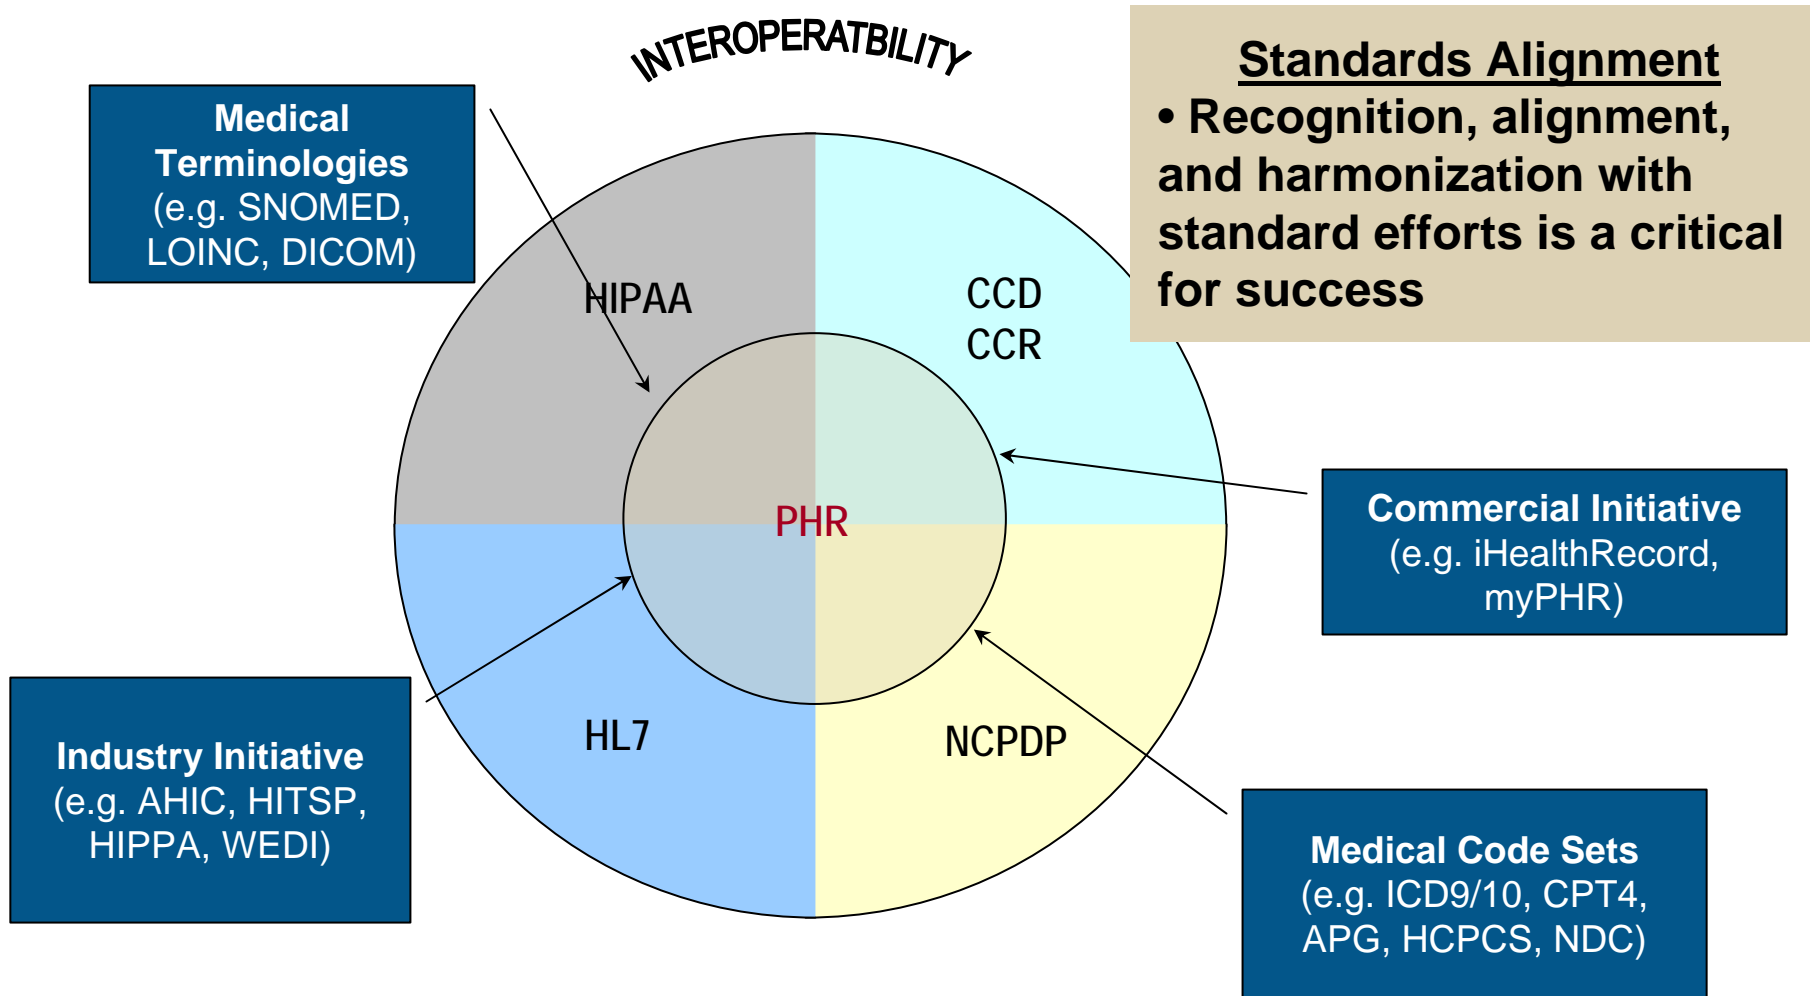 INTEROPERATBILITY
Standards Alignment
• Recognition, alignment,
and harmonization with
standard efforts is a critical
for success
Medical
Terminologies
(e.g. SNOMED,
LOINC, DICOM)
HIPAA
CCD
CCR
PHR
Commercial Initiative
(e.g. iHealthRecord,
myPHR)
HL7
NCPDP
Industry Initiative
(e.g. AHIC, HITSP,
HIPPA, WEDI)
Medical Code Sets
(e.g. ICD9/10, CPT4,
APG, HCPCS, NDC)